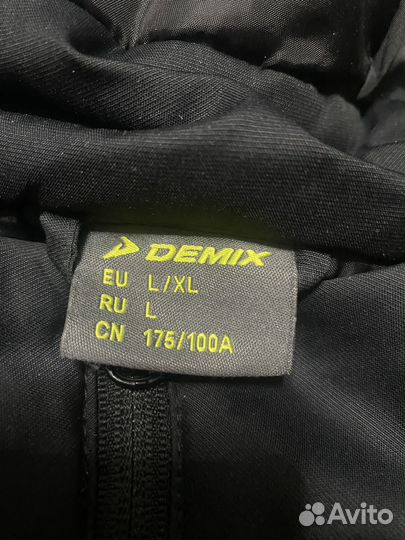 DEMIX
EU L/XL
RU L
CN 175/100A
Avito